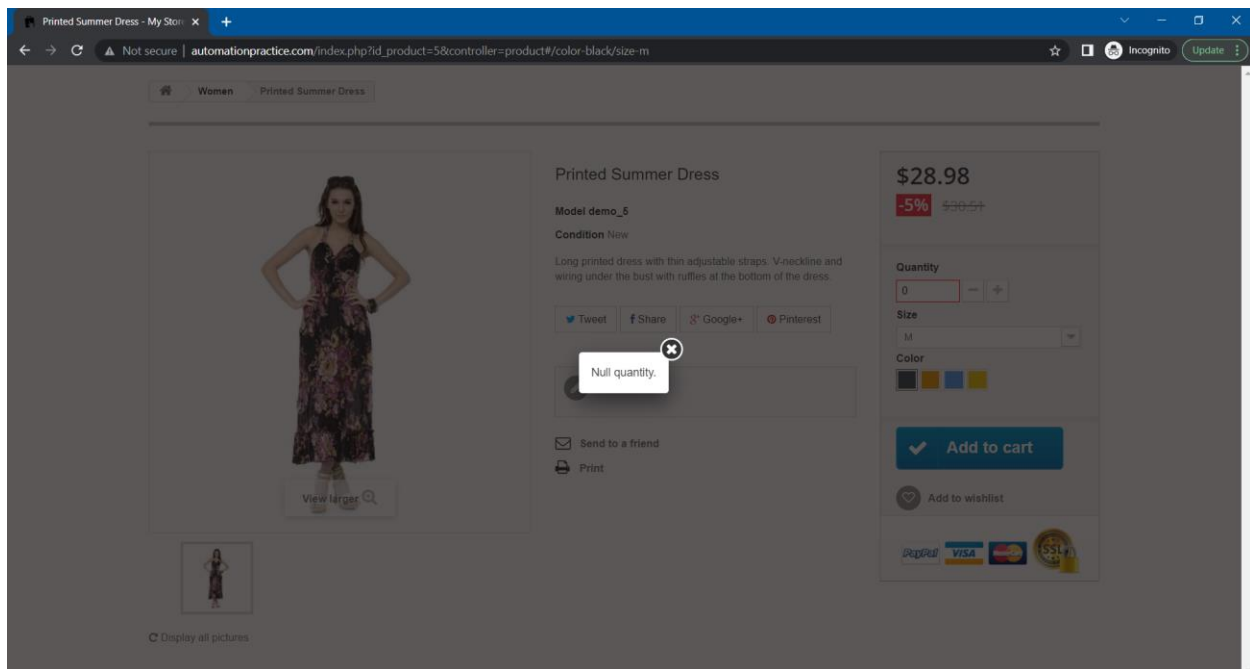 Printed Summer Dress - My Stor
Not secure | automationpractice.com/index.php?id_product=5&controller=product#/color-black/size-m
Incognito
Update
Women
Printed Summer Dress
Printed Summer Dress
Model demo_5
Condition New
Long printed dress with thin adjustable straps. V-neckline and
wiring under the bust with ruffles at the bottom of the dress.
Tweet
Share
Google+
Pinterest
Null quantity.
Send to a friend
Print
View larger
Display all pictures
$28.98
-5% $30.51
Quantity
0
Size
M
Color
Add to cart
Add to wishlist
PayPal
VISA
MasterCard
SSL